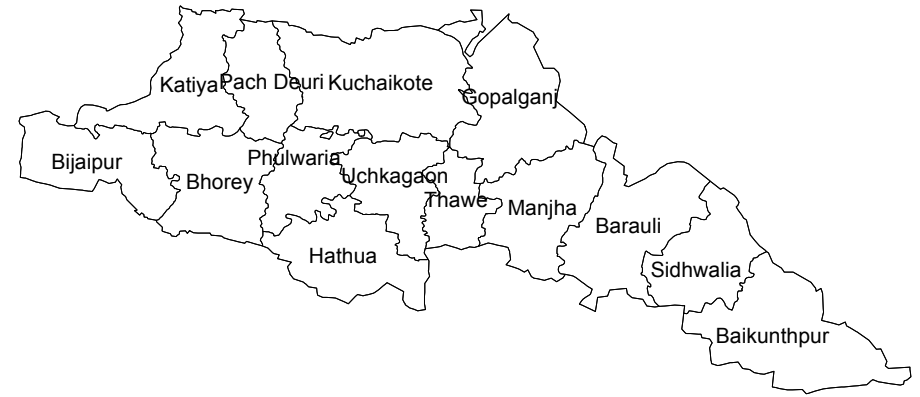 Katiya
Pach Deuri
Kuchaikote
Gopalganj
Bijaipur
Phulwaria
Bhorey
Uchkagaon
Thawe
Manjha
Barauli
Hathua
Sidhwalia
Baikunthpur